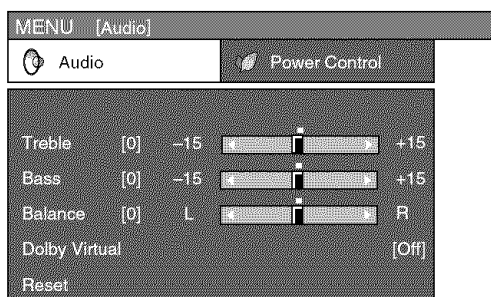 MENU [Audio]
Audio Power Control
Treble [0] –15 +15
Bass [0] –15 +15
Balance [0] L R
Dolby Virtual [Off]
Reset